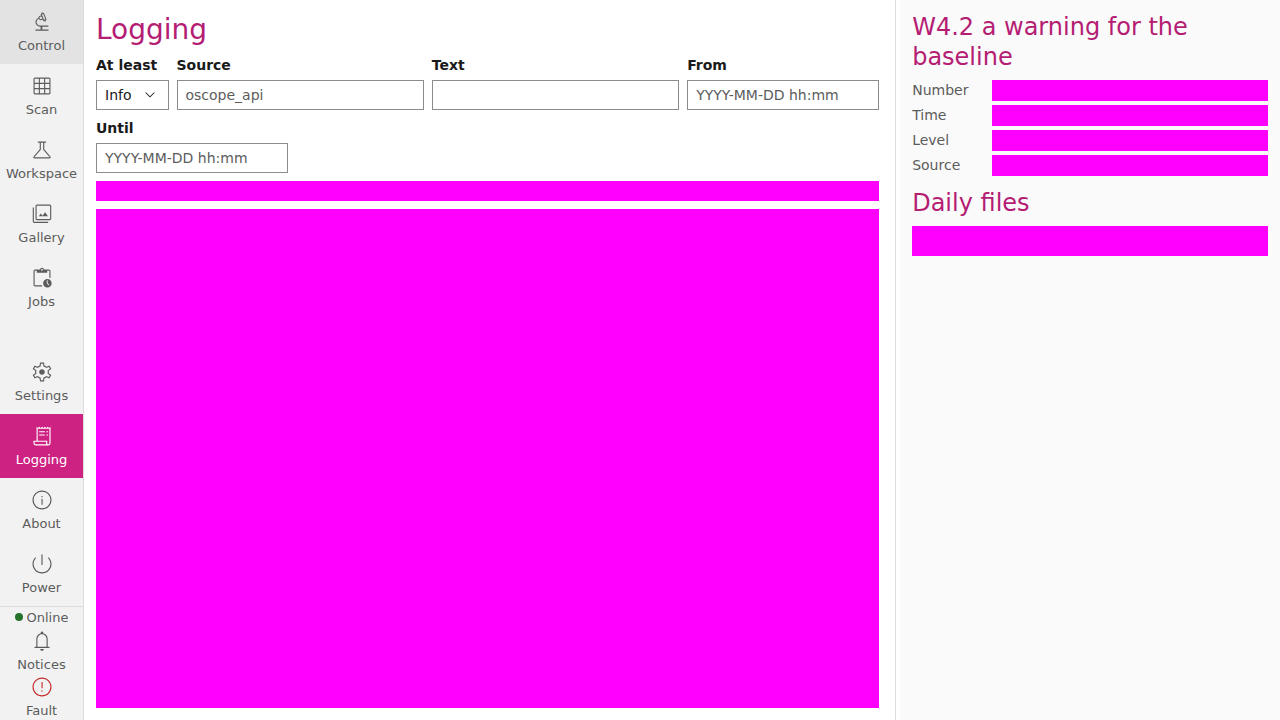 Control
Scan
Workspace
Gallery
Jobs
Settings
Logging
About
Power
Online
Notices
Fault
Logging
At least
Source
Text
From
Info
oscope_api
YYYY-MM-DD hh:mm
Until
YYYY-MM-DD hh:mm
W4.2 a warning for the
baseline
Number
Time
Level
Source
Daily files